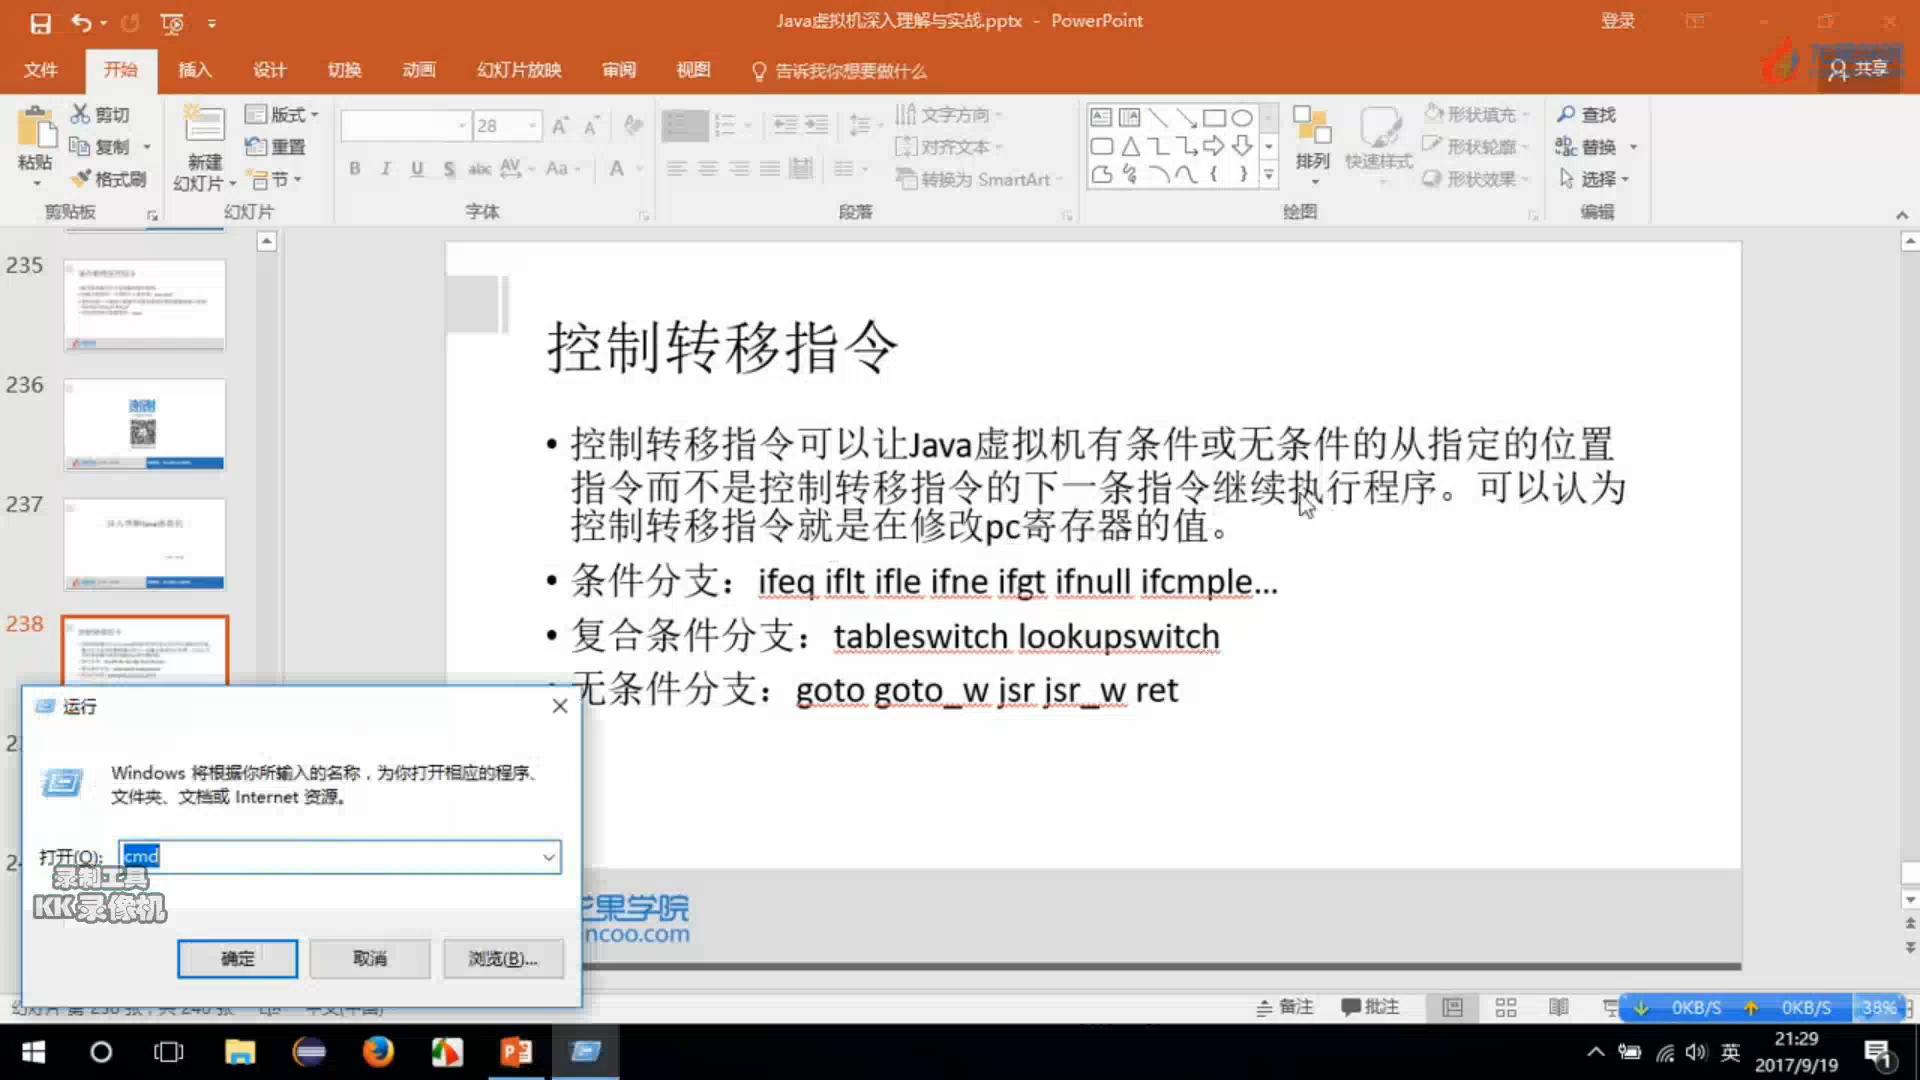 Java虚拟机深入理解与实战.pptx - PowerPoint
登录
文件 开始 插入 设计 切换 动画 幻灯片放映 审阅 视图 告诉我你想要做什么
共享
粘贴
剪切
复制
格式刷
剪贴板
新建
幻灯片
版式
重置
节
幻灯片
28
B I U S abc AV Aa A
字体
文字方向
对齐文本
转换为 SmartArt
段落
排列
快速样式
形状填充
形状轮廓
形状效果
绘图
查找
替换
选择
编辑
235
236
237
238
控制转移指令
• 控制转移指令可以让Java虚拟机有条件或无条件的从指定的位置
指令而不是控制转移指令的下一条指令继续执行程序。可以认为
控制转移指令就是在修改pc寄存器的值。
• 条件分支：ifeq iflt ifle ifne ifgt ifnull ifcmple...
• 复合条件分支：tableswitch lookupswitch
无条件分支：goto goto_w jsr jsr_w ret
果学院
ncoo.com
运行
Windows 将根据你所输入的名称，为你打开相应的程序、
文件夹、文档或 Internet 资源。
打开(O): cmd
录制工具
KK录像机
确定 取消 浏览(B)...
备注 批注
0KB/S 0KB/S 38%
英
21:29
2017/9/19
1